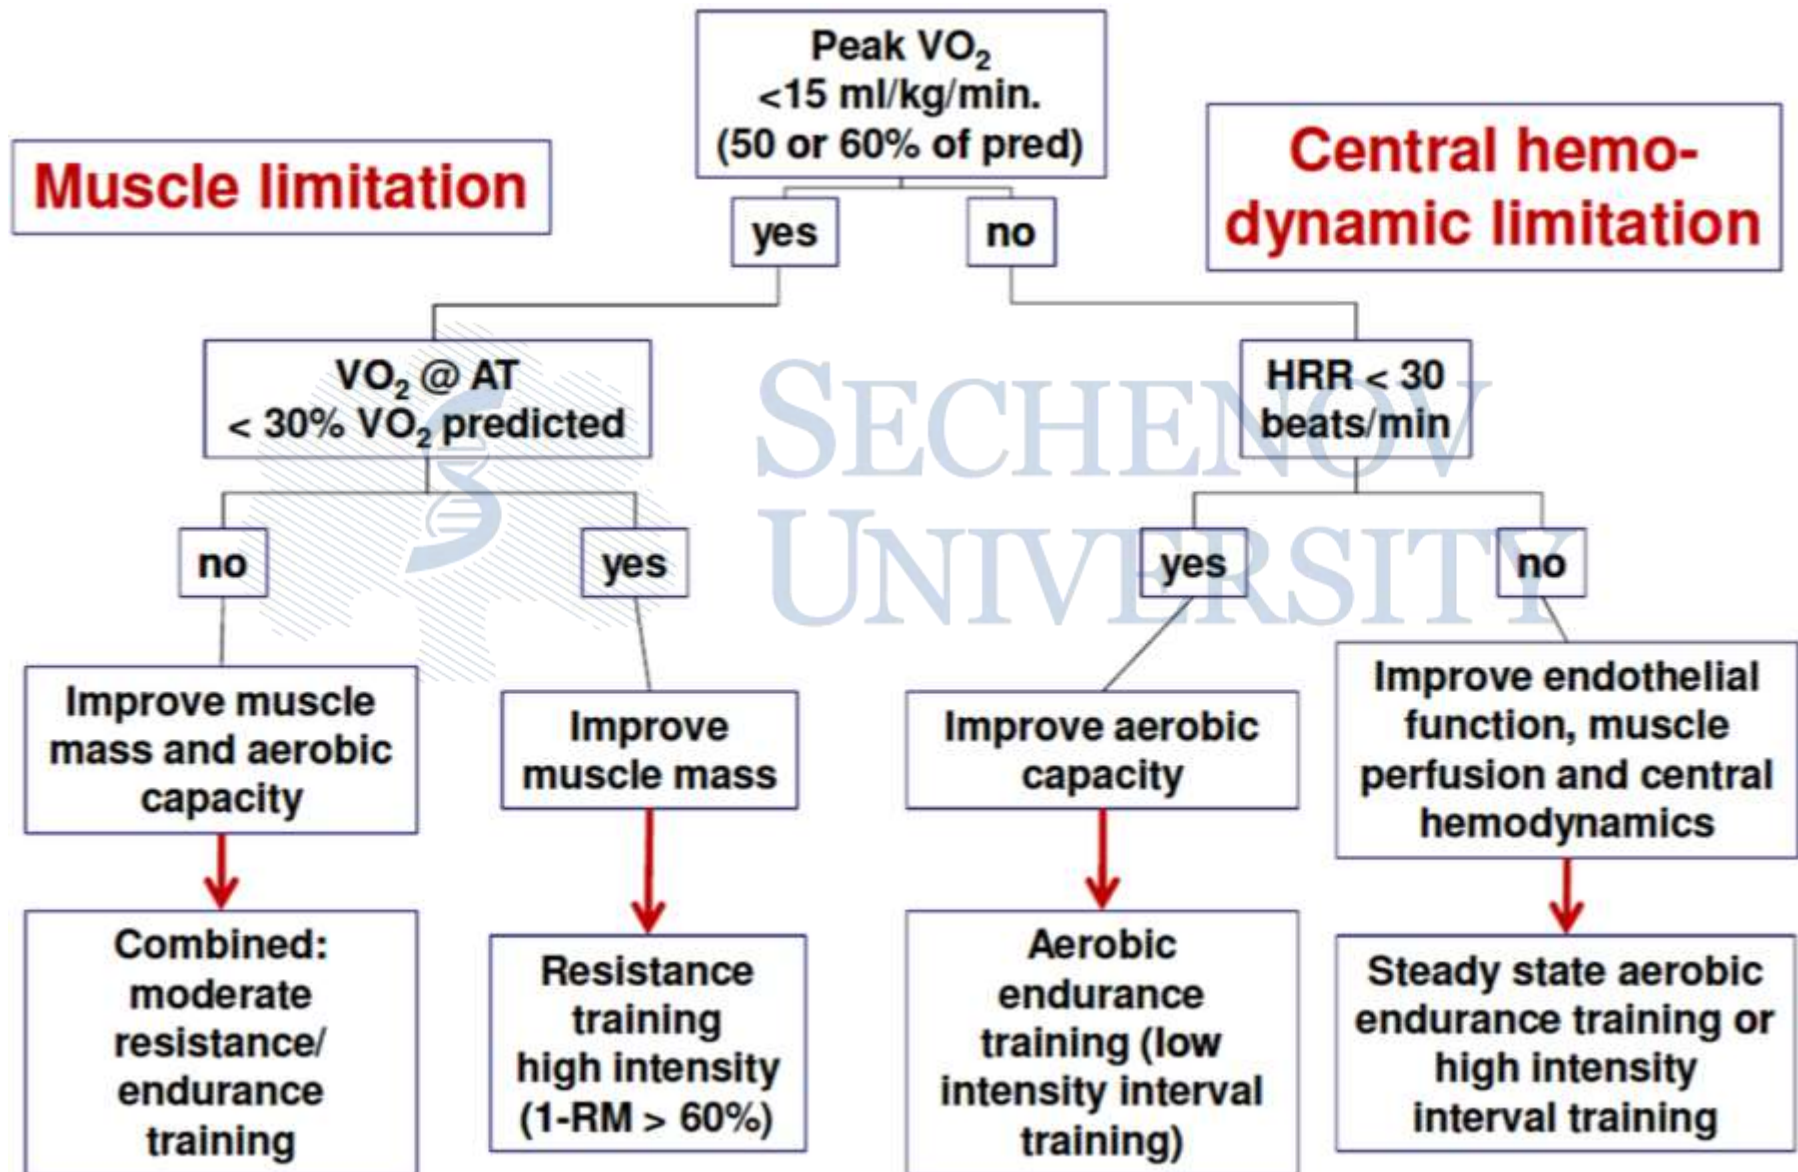 Peak VO₂
<15 ml/kg/min.
(50 or 60% of pred)
Muscle limitation
Central hemo-
dynamic limitation
yes
no
VO₂ @ AT
< 30% VO₂ predicted
HRR < 30
beats/min
SECHENOV
UNIVERSITY
no
yes
yes
no
Improve muscle
mass and aerobic
capacity
Improve
muscle mass
Improve aerobic
capacity
Improve endothelial
function, muscle
perfusion and central
hemodynamics
Combined:
moderate
resistance/
endurance
training
Resistance
training
high intensity
(1-RM > 60%)
Aerobic
endurance
training (low
intensity interval
training)
Steady state aerobic
endurance training or
high intensity
interval training